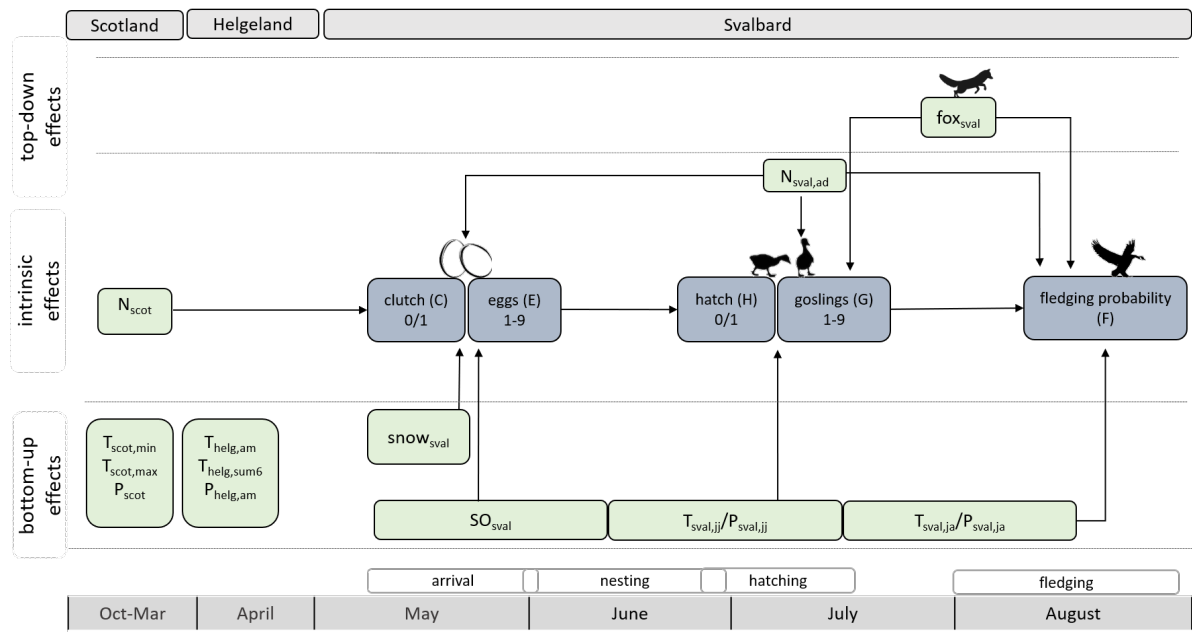 Scotland
Helgeland
Svalbard
top-down
effects
fox_sval
N_sval,ad
intrinsic
effects
N_scot
clutch (C)
0/1
eggs (E)
1-9
hatch (H)
0/1
goslings (G)
1-9
fledging probability
(F)
bottom-up
effects
T_scot,min
T_scot,max
P_scot
T_helg,am
T_helg,sum6
P_helg,am
snow_sval
SO_sval
T_sval,jj/P_sval,jj
T_sval,ja/P_sval,ja
arrival
nesting
hatching
fledging
Oct-Mar
April
May
June
July
August